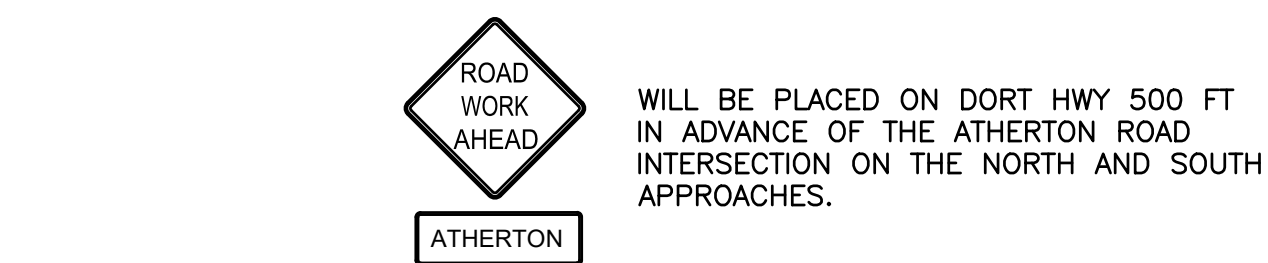 ROAD
WORK
AHEAD
ATHERTON
WILL BE PLACED ON DORT HWY 500 FT
IN ADVANCE OF THE ATHERTON ROAD
INTERSECTION ON THE NORTH AND SOUTH
APPROACHES.